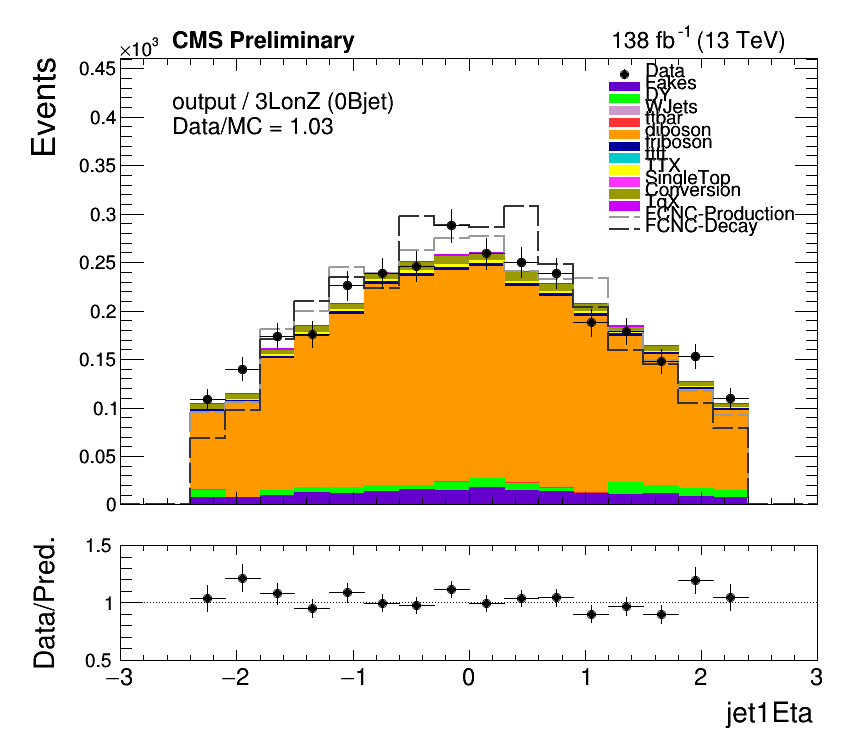 ×10³ CMS Preliminary 138 fb⁻¹ (13 TeV)
Events
0.45
0.4
0.35
0.3
0.25
0.2
0.15
0.1
0.05
0
output / 3LonZ (0Bjet)
Data/MC = 1.03
Data
Fakes
DY
WJets
ttbar
diboson
triboson
tttt
TTX
SingleTop
Conversion
TqX
FCNC-Production
FCNC-Decay
Data/Pred.
1.5
1
0.5
−3 −2 −1 0 1 2 3
jet1Eta